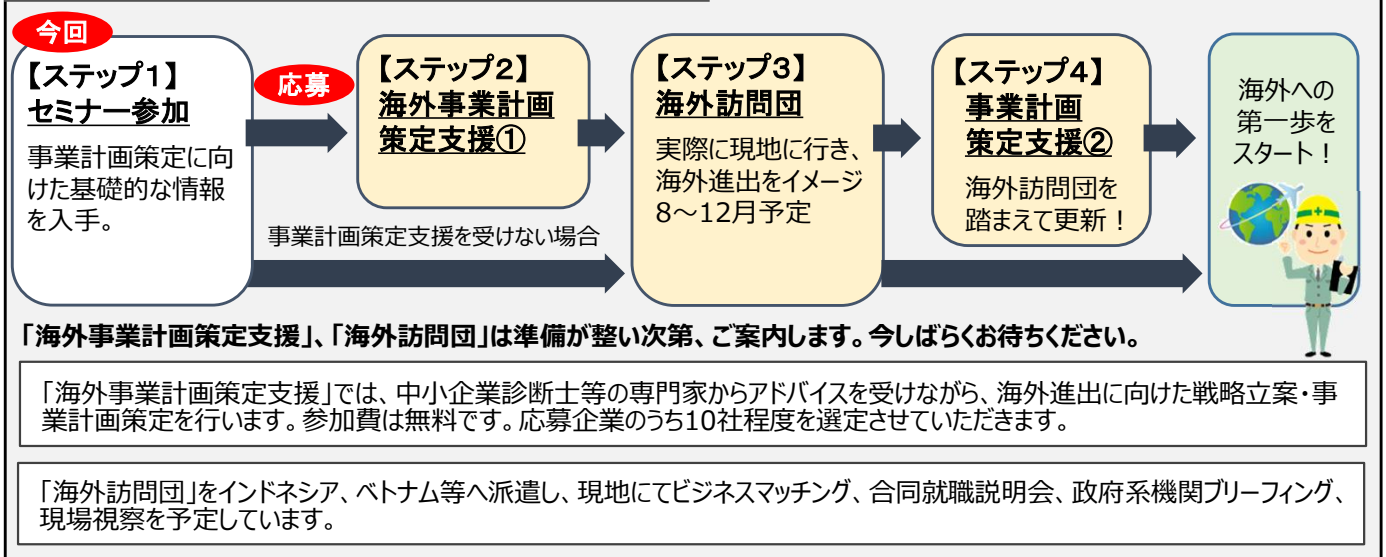 今回
【ステップ1】
セミナー参加
事業計画策定に向
けた基礎的な情報
を入手。
応募
【ステップ2】
海外事業計画
策定支援①
事業計画策定支援を受けない場合
【ステップ3】
海外訪問団
実際に現地に行き、
海外進出をイメージ
8～12月予定
【ステップ4】
事業計画
策定支援②
海外訪問団を
踏まえて更新！
海外への
第一歩を
スタート！
「海外事業計画策定支援」、「海外訪問団」は準備が整い次第、ご案内します。今しばらくお待ちください。
「海外事業計画策定支援」では、中小企業診断士等の専門家からアドバイスを受けながら、海外進出に向けた戦略立案・事
業計画策定を行います。参加費は無料です。応募企業のうち10社程度を選定させていただきます。
「海外訪問団」をインドネシア、ベトナム等へ派遣し、現地にてビジネスマッチング、合同就職説明会、政府系機関ブリーフィング、
現場視察を予定しています。